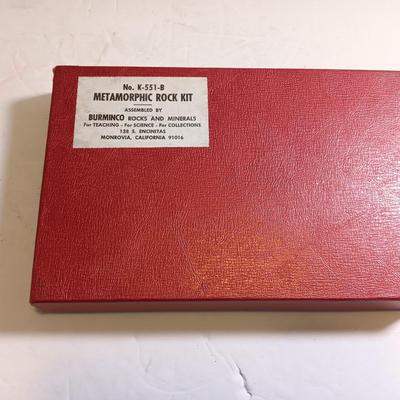 No. K-551-B
METAMORPHIC ROCK KIT
ASSEMBLED BY
BURMINCO ROCKS AND MINERALS
For TEACHING - For SCIENCE - For COLLECTIONS
128 S. ENCINITAS
MONROVIA, CALIFORNIA 91016